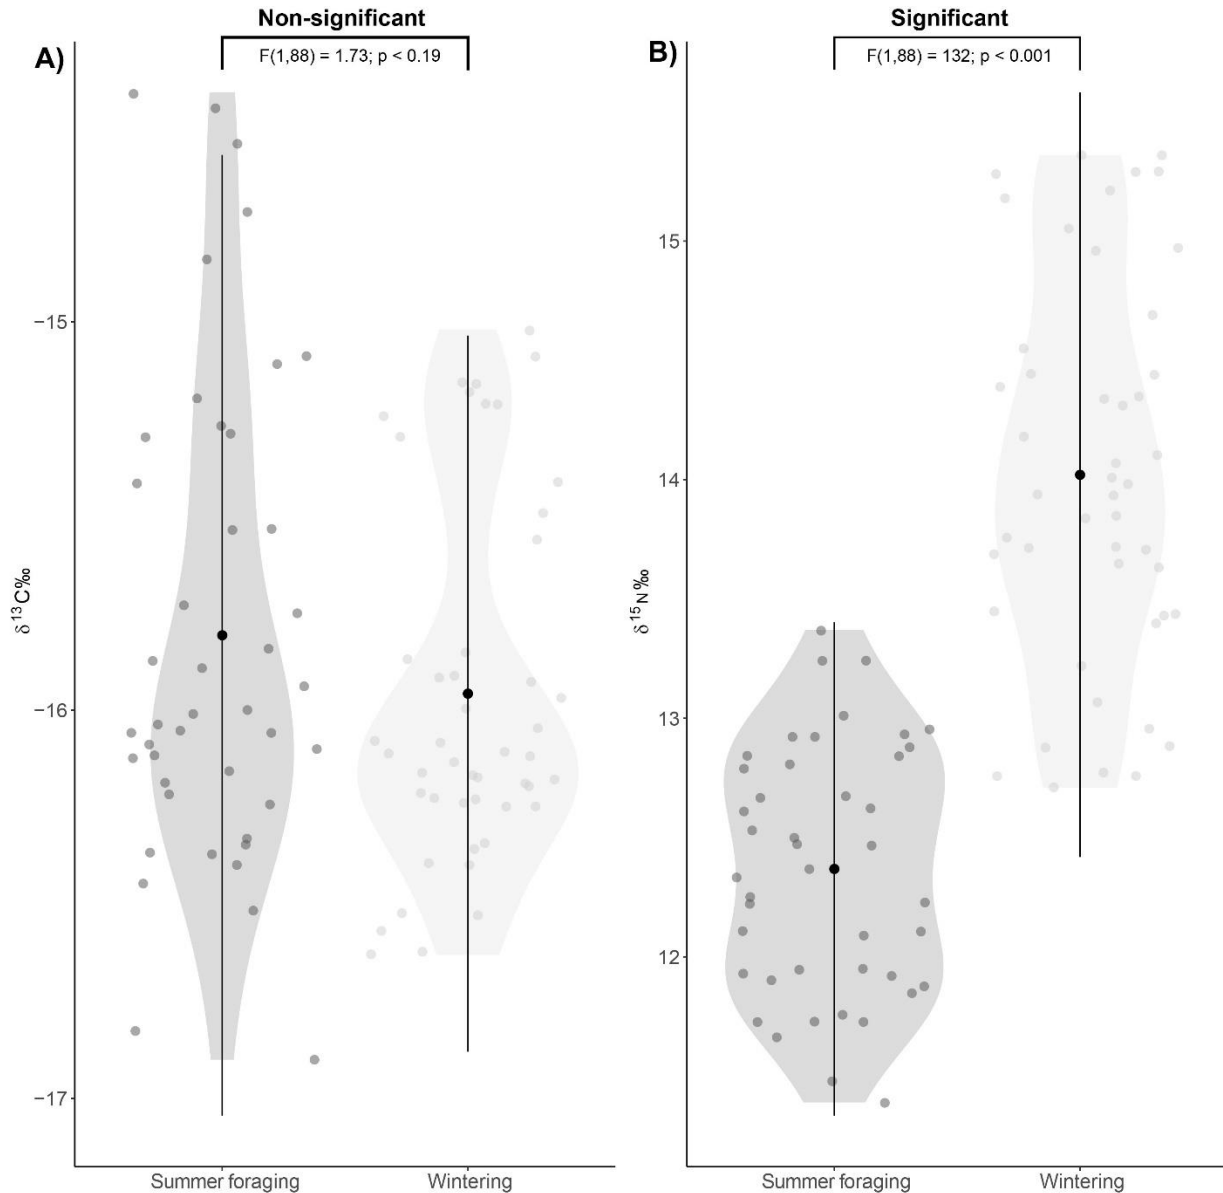 Non-significant
A)
F(1,88) = 1.73; p < 0.19
δ¹³C‰
−15
−16
−17
Summer foraging
Wintering
Significant
B)
F(1,88) = 132; p < 0.001
δ¹⁵N‰
15
14
13
12
Summer foraging
Wintering